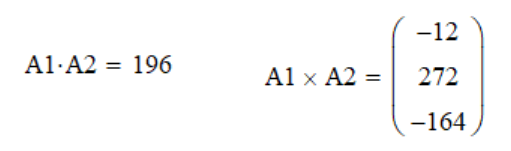 A1·A2 = 196
A1 × A2 = ( -12
272
-164 )